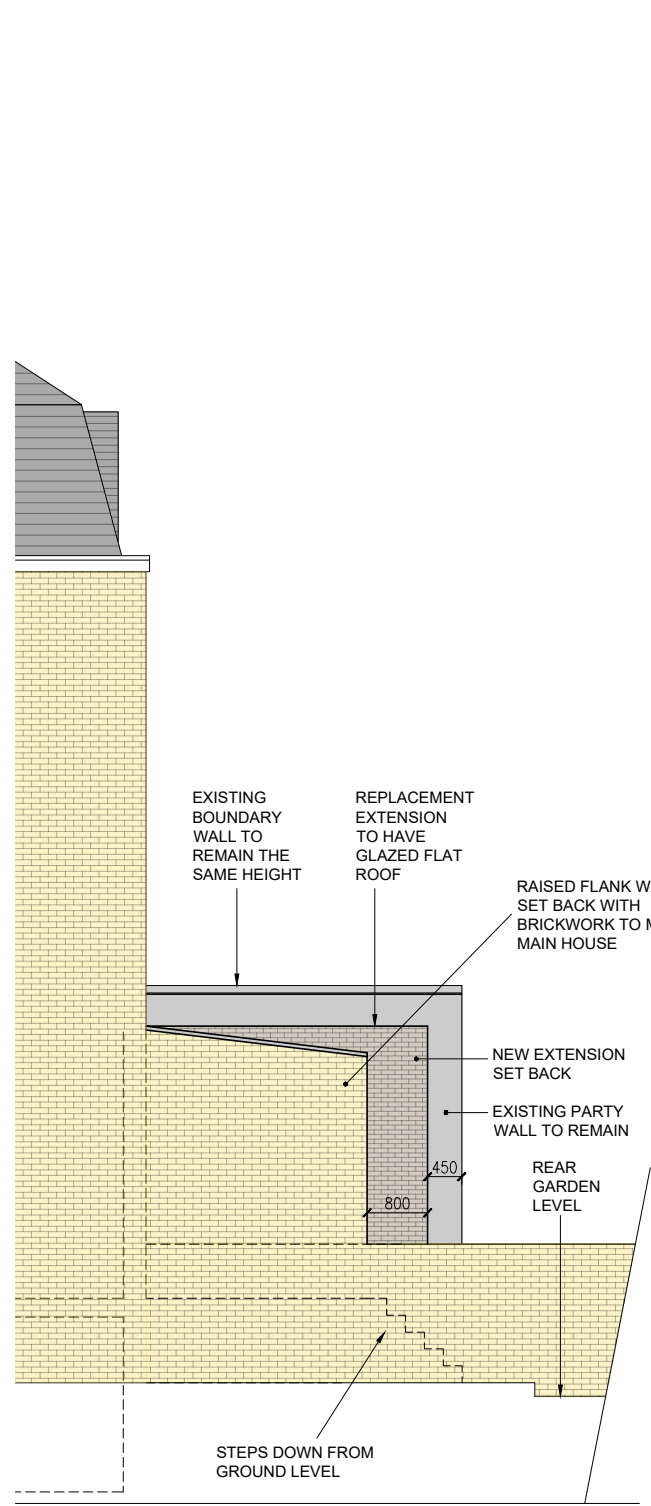 EXISTING
BOUNDARY
WALL TO
REMAIN THE
SAME HEIGHT
REPLACEMENT
EXTENSION
TO HAVE
GLAZED FLAT
ROOF
RAISED FLANK
SET BACK WITH
BRICKWORK TO
MAIN HOUSE
NEW EXTENSION
SET BACK
EXISTING PARTY
WALL TO REMAIN
450
REAR
GARDEN
LEVEL
800
STEPS DOWN FROM
GROUND LEVEL